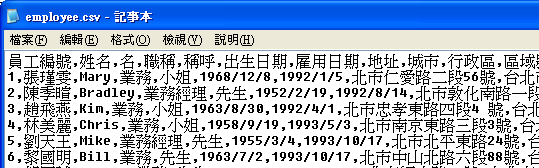 employee.csv - 記事本
檔案(F) 編輯(E) 格式(O) 檢視(V) 說明(H)
員工編號,姓名,名,職稱,稱呼,出生日期,雇用日期,地址,城市,行政區,區域
1,張瑾雯,Mary,業務,小姐,1968/12/8,1992/1/5,北市仁愛路二段56號,台北
2,陳季暄,Bradley,業務經理,先生,1952/2/19,1992/8/14,北市敦化南路一段
3,趙飛燕,Kim,業務,小姐,1963/8/30,1992/4/1,北市忠孝東路四段4 號,台北
4,林美麗,Chris,業務,小姐,1958/9/19,1993/5/3,北市南京東路三段3號,台北
5,劉天王,Mike,業務經理,先生,1955/3/4,1993/10/17,北市北平東路24號,台北
6,黎國明,Bill,業務,先生,1963/7/2,1993/10/17,北市中山北路六段88號,台